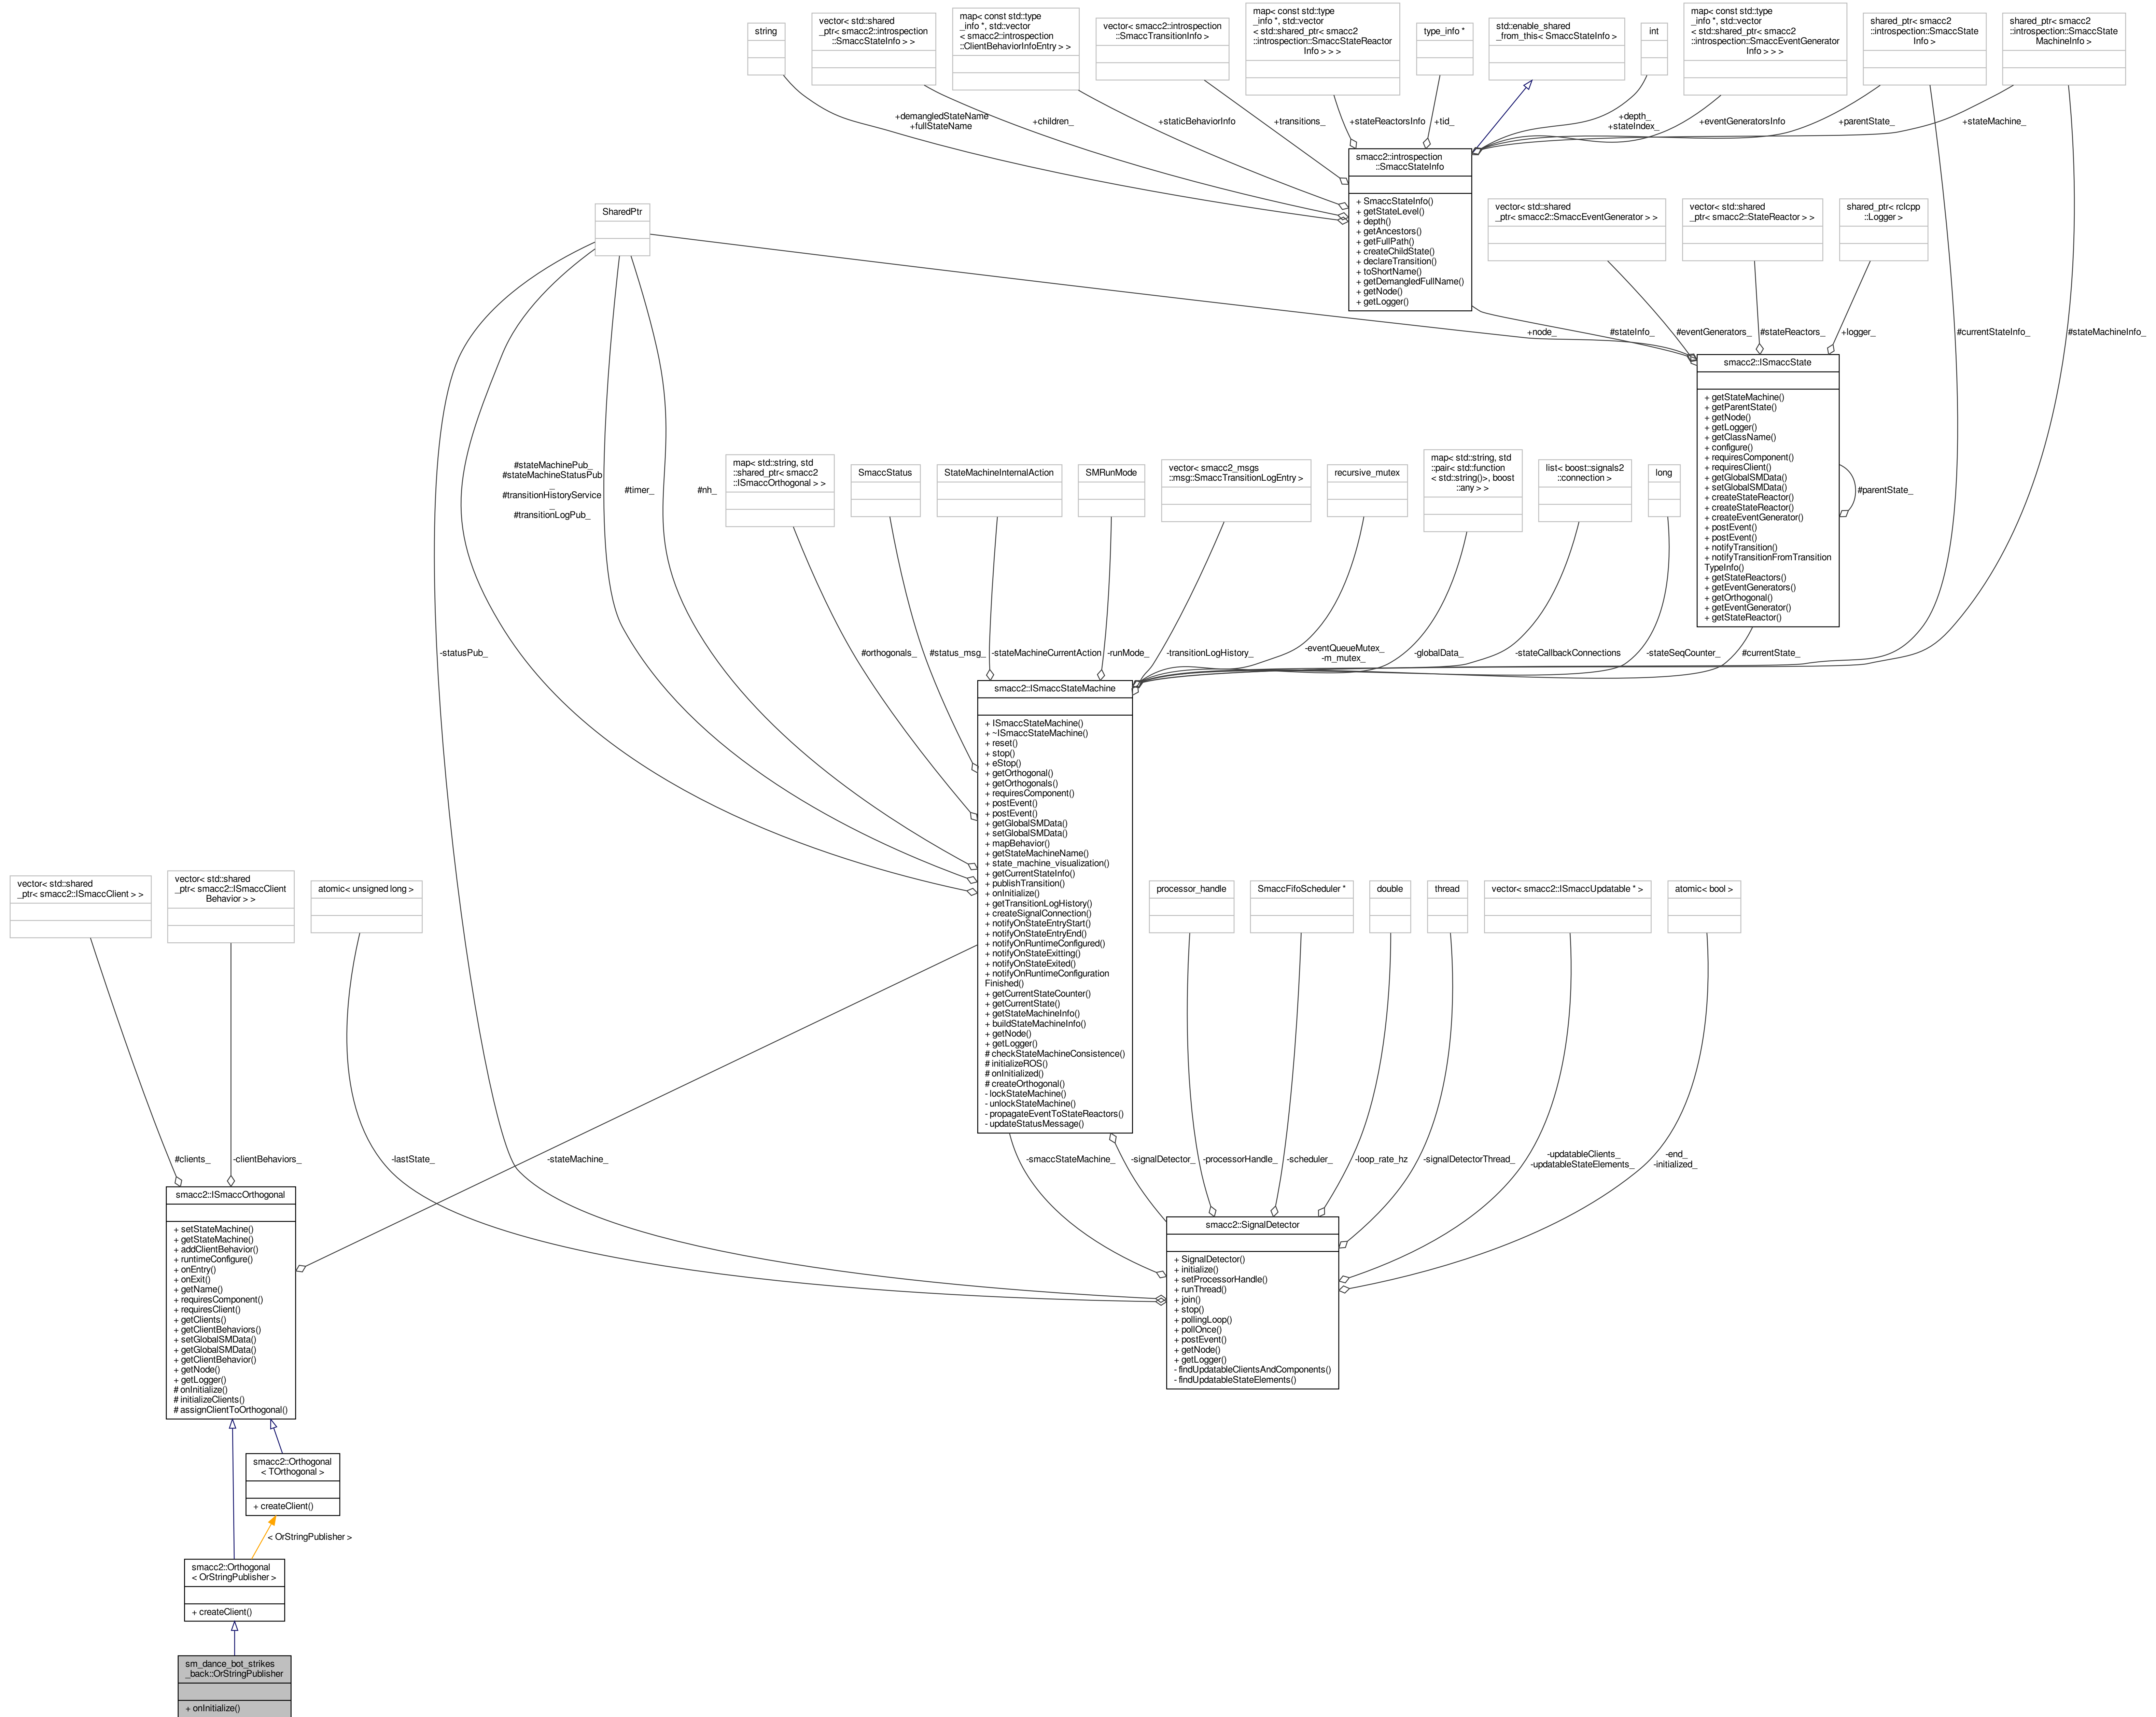 string
vector< std::shared
_ptr< smacc2::introspection
::SmaccStateInfo > >
map< const std::type
_info *, std::vector
< smacc2::introspection
::ClientBehaviorInfoEntry > >
vector< smacc2::introspection
::SmaccTransitionInfo >
map< const std::type
_info *, std::vector
< std::shared_ptr< smacc2
::introspection::SmaccStateReactor
Info > > >
type_info *
std::enable_shared
_from_this< SmaccStateInfo >
int
map< const std::type
_info *, std::vector
< std::shared_ptr< smacc2
::introspection::SmaccEventGenerator
Info > > >
shared_ptr< smacc2
::introspection::SmaccState
Info >
shared_ptr< smacc2
::introspection::SmaccState
MachineInfo >
+demangledStateName
+fullStateName
+children_
+staticBehaviorInfo
+transitions_
+stateReactorsInfo
+tid_
+depth_
+stateIndex_
+eventGeneratorsInfo
+parentState_
+stateMachine_
smacc2::introspection
::SmaccStateInfo
+ SmaccStateInfo()
+ getStateLevel()
+ depth()
+ getAncestors()
+ getFullPath()
+ createChildState()
+ declareTransition()
+ toShortName()
+ getDemangledFullName()
+ getNode()
+ getLogger()
SharedPtr
vector< std::shared
_ptr< smacc2::SmaccEventGenerator > >
vector< std::shared
_ptr< smacc2::StateReactor > >
shared_ptr< rclcpp
::Logger >
+node_
#stateInfo_
#eventGenerators_
#stateReactors_
+logger_
#currentStateInfo_
#stateMachineInfo_
smacc2::ISmaccState
+ getStateMachine()
+ getParentState()
+ getNode()
+ getLogger()
+ getClassName()
+ configure()
+ requiresComponent()
+ requiresClient()
+ getGlobalSMData()
+ setGlobalSMData()
+ createStateReactor()
+ createStateReactor()
+ createEventGenerator()
+ postEvent()
+ postEvent()
+ notifyTransition()
+ notifyTransitionFromTransition
TypeInfo()
+ getStateReactors()
+ getEventGenerators()
+ getOrthogonal()
+ getEventGenerator()
+ getStateReactor()
#parentState_
#stateMachinePub_
#stateMachineStatusPub
_
#transitionHistoryService
_
#transitionLogPub_
#timer_
#nh_
map< std::string, std
::shared_ptr< smacc2
::ISmaccOrthogonal > >
SmaccStatus
StateMachineInternalAction
SMRunMode
vector< smacc2_msgs
::msg::SmaccTransitionLogEntry >
recursive_mutex
map< std::string, std
::pair< std::function
< std::string()>, boost
::any > >
list< boost::signals2
::connection >
long
-statusPub_
#orthogonals_
#status_msg_
-stateMachineCurrentAction
-runMode_
-transitionLogHistory_
-eventQueueMutex_
-m_mutex_
-globalData_
-stateCallbackConnections
-stateSeqCounter_
#currentState_
smacc2::ISmaccStateMachine
+ ISmaccStateMachine()
+ ~ISmaccStateMachine()
+ reset()
+ stop()
+ eStop()
+ getOrthogonal()
+ getOrthogonals()
+ requiresComponent()
+ postEvent()
+ postEvent()
+ getGlobalSMData()
+ setGlobalSMData()
+ mapBehavior()
+ getStateMachineName()
+ state_machine_visualization()
+ getCurrentStateInfo()
+ publishTransition()
+ onInitialize()
+ getTransitionLogHistory()
+ createSignalConnection()
+ notifyOnStateEntryStart()
+ notifyOnStateEntryEnd()
+ notifyOnRuntimeConfigured()
+ notifyOnStateExitting()
+ notifyOnStateExited()
+ notifyOnRuntimeConfiguration
Finished()
+ getCurrentStateCounter()
+ getCurrentState()
+ getStateMachineInfo()
+ buildStateMachineInfo()
+ getNode()
+ getLogger()
# checkStateMachineConsistence()
# initializeROS()
# onInitialized()
# createOrthogonal()
- lockStateMachine()
- unlockStateMachine()
- propagateEventToStateReactors()
- updateStatusMessage()
vector< std::shared
_ptr< smacc2::ISmaccClient > >
vector< std::shared
_ptr< smacc2::ISmaccClient
Behavior > >
atomic< unsigned long >
processor_handle
SmaccFifoScheduler *
double
thread
vector< smacc2::ISmaccUpdatable * >
atomic< bool >
#clients_
-clientBehaviors_
-lastState_
-stateMachine_
-smaccStateMachine_
-signalDetector_
-processorHandle_
-scheduler_
-loop_rate_hz
-signalDetectorThread_
-updatableClients_
-updatableStateElements_
-end_
-initialized_
smacc2::ISmaccOrthogonal
+ setStateMachine()
+ getStateMachine()
+ addClientBehavior()
+ runtimeConfigure()
+ onEntry()
+ onExit()
+ getName()
+ requiresComponent()
+ requiresClient()
+ getClients()
+ getClientBehaviors()
+ setGlobalSMData()
+ getGlobalSMData()
+ getClientBehavior()
+ getNode()
+ getLogger()
# onInitialize()
# initializeClients()
# assignClientToOrthogonal()
smacc2::SignalDetector
+ SignalDetector()
+ initialize()
+ setProcessorHandle()
+ runThread()
+ join()
+ stop()
+ pollingLoop()
+ pollOnce()
+ postEvent()
+ getNode()
+ getLogger()
- findUpdatableClientsAndComponents()
- findUpdatableStateElements()
smacc2::Orthogonal
< TOrthogonal >
+ createClient()
< OrStringPublisher >
smacc2::Orthogonal
< OrStringPublisher >
+ createClient()
sm_dance_bot_strikes
_back::OrStringPublisher
+ onInitialize()